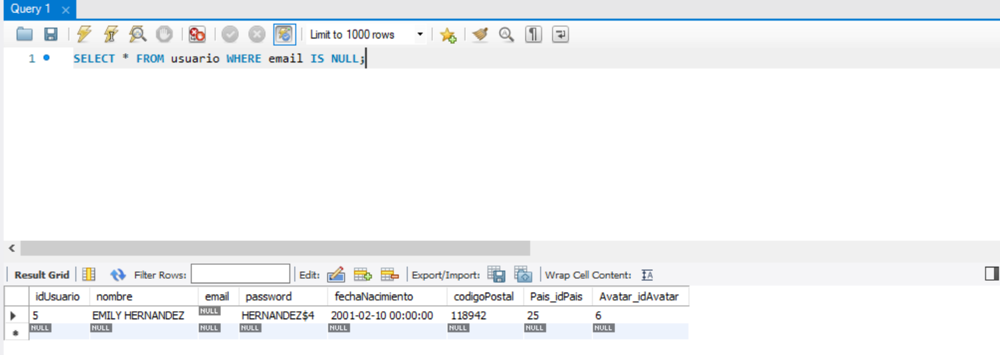 Query 1
Limit to 1000 rows
1 SELECT * FROM usuario WHERE email IS NULL;
Result Grid Filter Rows: Edit: Export/Import: Wrap Cell Content:
idUsuario nombre email password fechaNacimiento codigoPostal Pais_idPais Avatar_idAvatar
5 EMILY HERNANDEZ NULL HERNANDEZ$4 2001-02-10 00:00:00 118942 25 6
NULL NULL NULL NULL NULL NULL NULL NULL